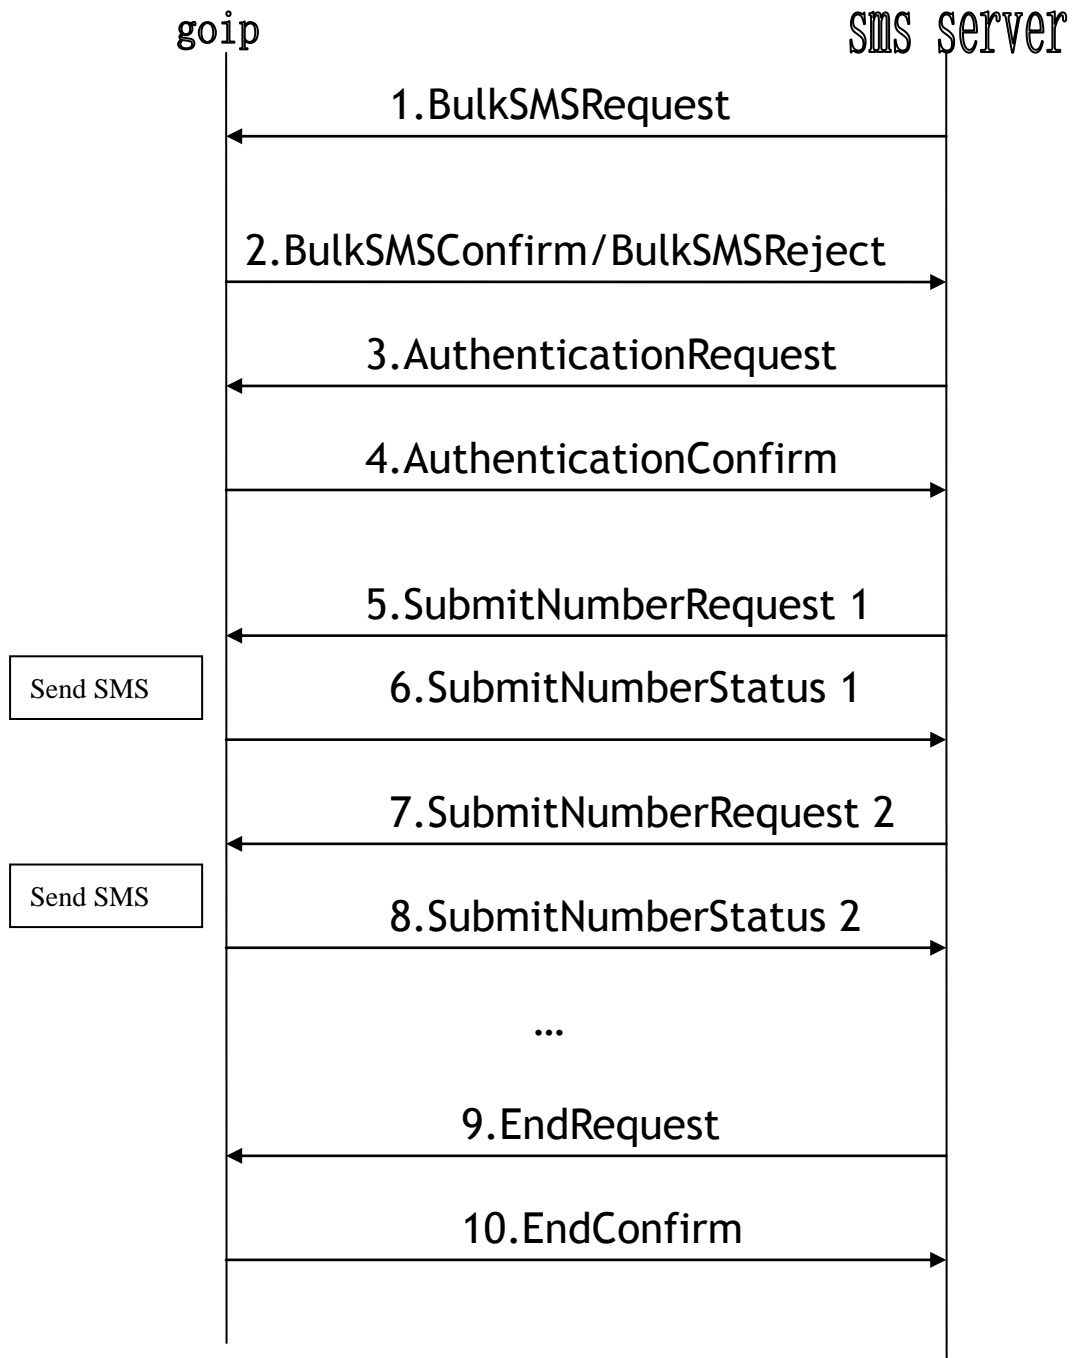 goip
sms server
1.BulkSMSRequest
2.BulkSMSConfirm/BulkSMSReject
3.AuthenticationRequest
4.AuthenticationConfirm
5.SubmitNumberRequest 1
Send SMS
6.SubmitNumberStatus 1
7.SubmitNumberRequest 2
Send SMS
8.SubmitNumberStatus 2
…
9.EndRequest
10.EndConfirm